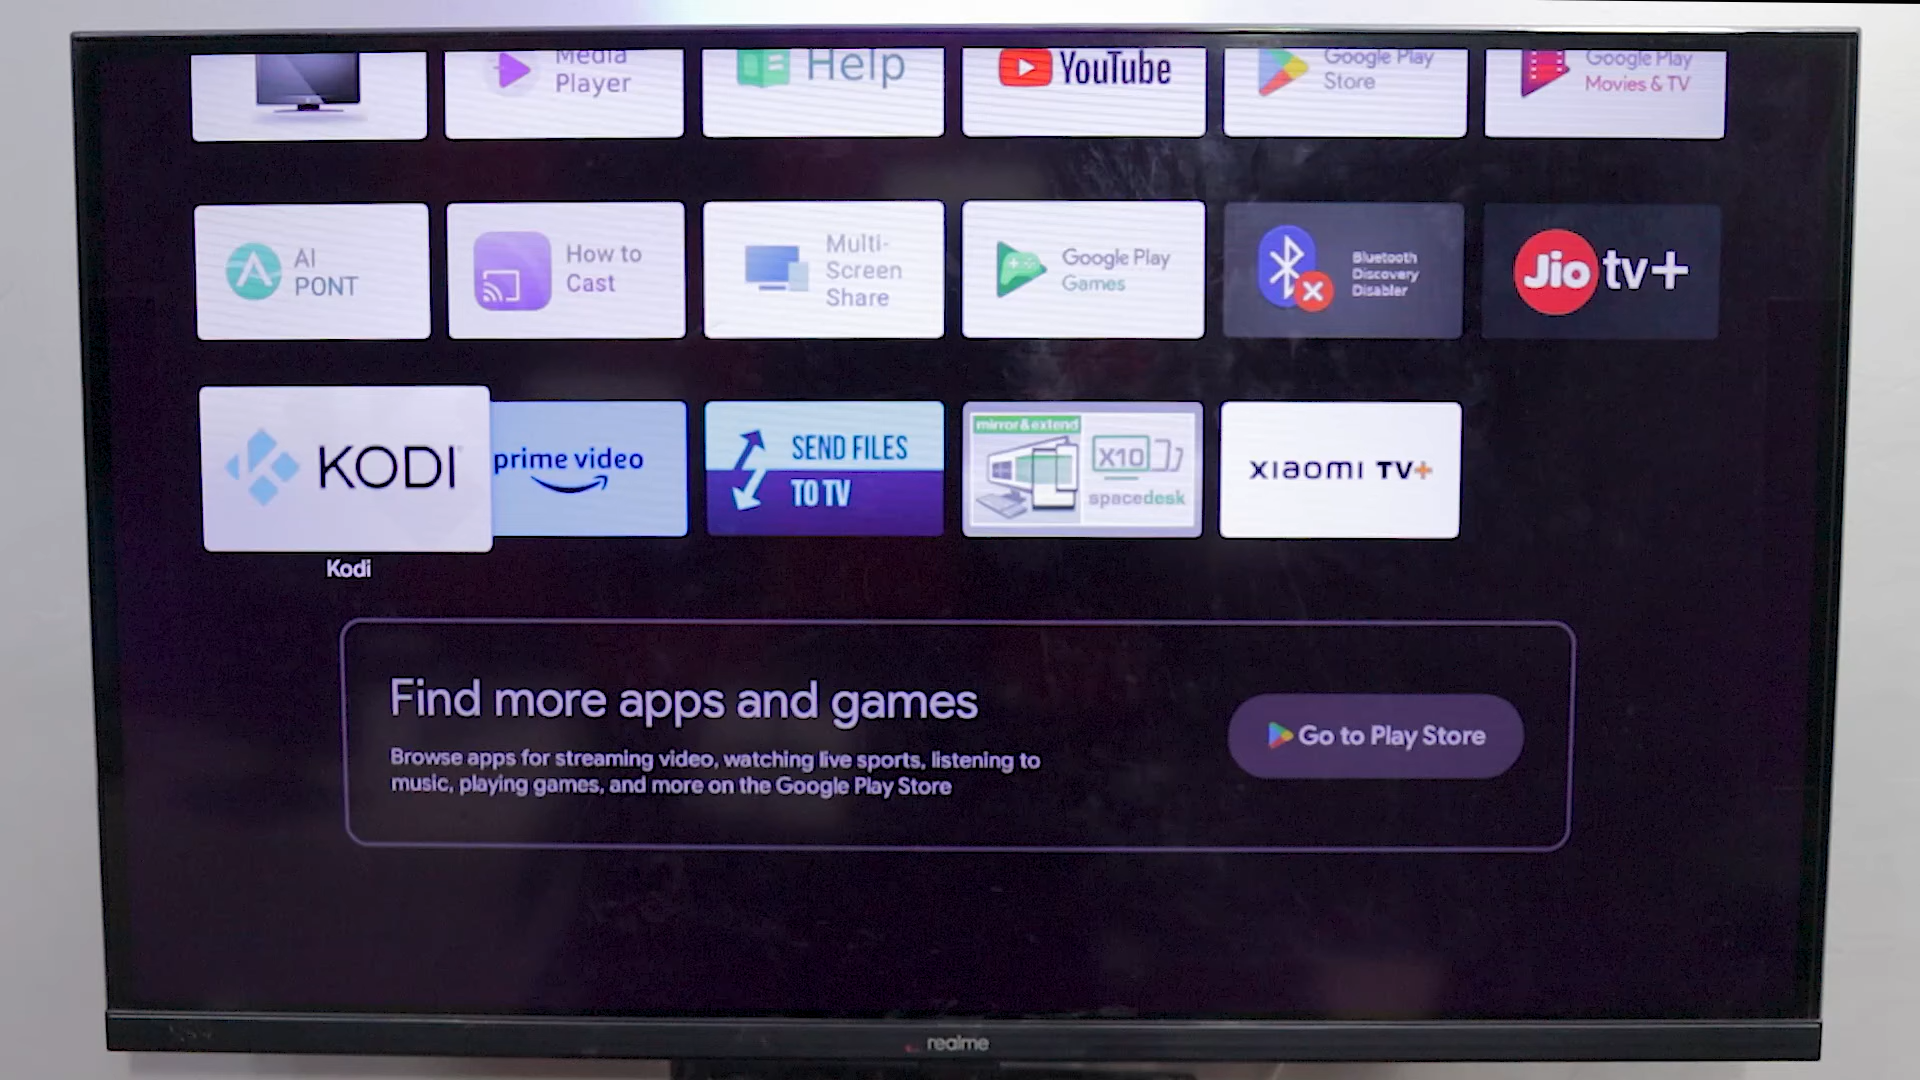 Media
Player
Help
YouTube
Google Play
Store
Google Play
Movies & TV
AI
PONT
How to
Cast
Multi-
Screen
Share
Google Play
Games
Bluetooth
Discovery
Disabler
Jio tv+
KODI
prime video
SEND FILES
TO TV
mirror&extend
X10
spacedesk
XIAOMI TV+
Kodi
Find more apps and games
Browse apps for streaming video, watching live sports, listening to
music, playing games, and more on the Google Play Store
Go to Play Store
realme